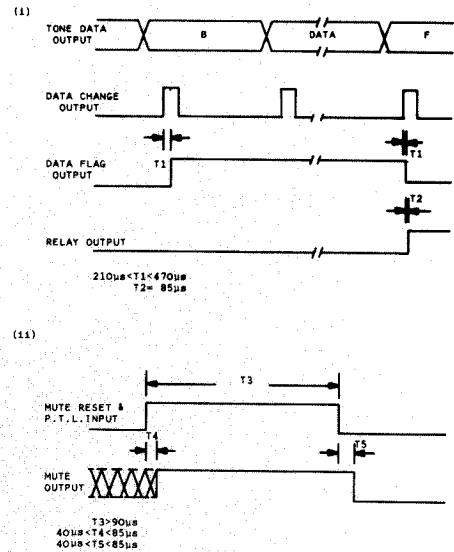 (i)
TONE DATA
OUTPUT
B
DATA
F
DATA CHANGE
OUTPUT
T1
T1
DATA FLAG
OUTPUT
T2
RELAY OUTPUT
210µs<T1<470µs
T2= 85µs
(ii)
T3
MUTE RESET &
P.T.L.INPUT
T4
T5
MUTE
OUTPUT
T3>90µs
40µs<T4<85µs
40µs<T5<85µs